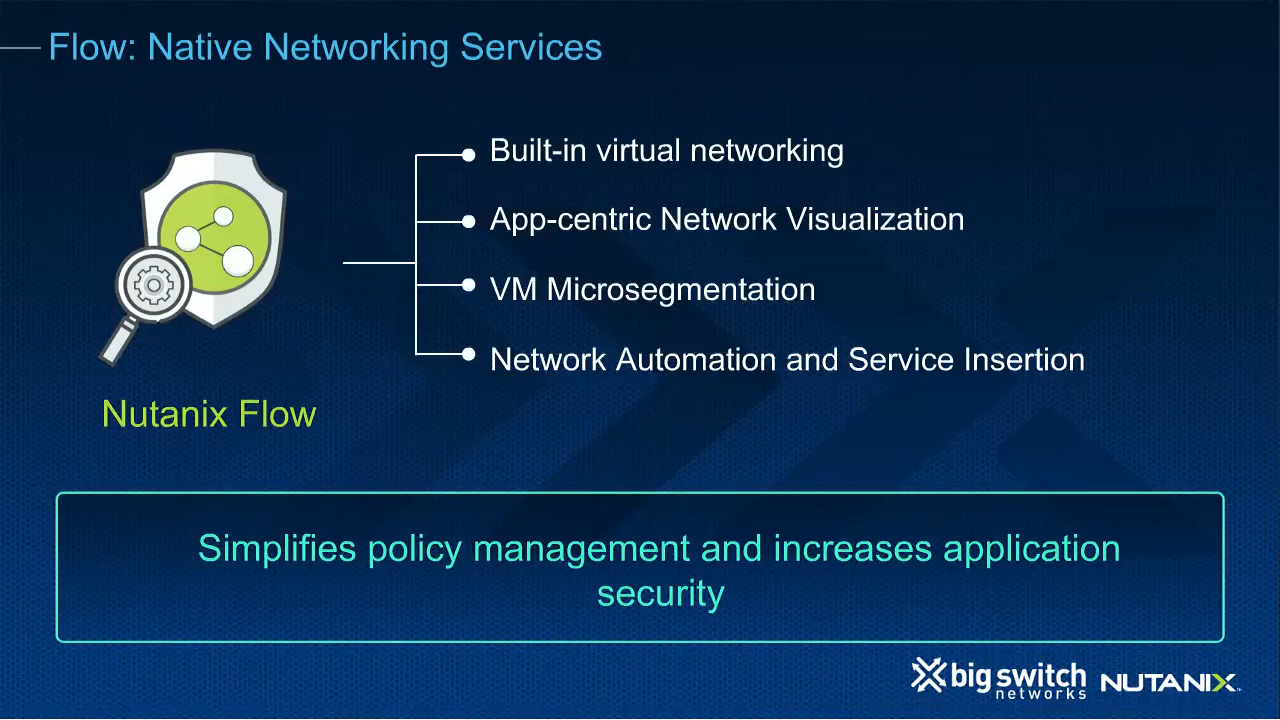 Flow: Native Networking Services
Built-in virtual networking
App-centric Network Visualization
VM Microsegmentation
Network Automation and Service Insertion
Nutanix Flow
Simplifies policy management and increases application
security
big switch
networks
NUTANIX